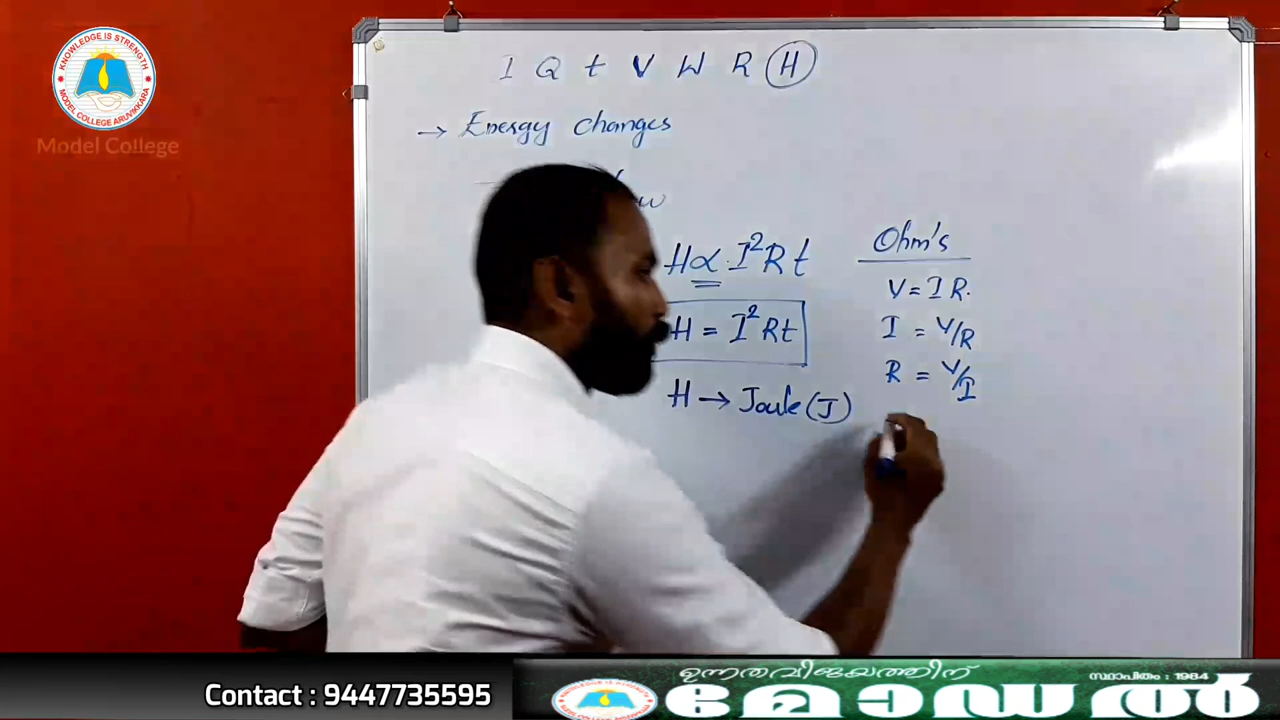 KNOWLEDGE IS STRENGTH
MODEL COLLEGE ARUVIKKARA
Model College
I Q t V W R H
→ Energy changes
H ∝ I²Rt
H = I²Rt
H → Joule (J)
Ohm's
V = IR.
I = V/R
R = V/I
Contact : 9447735595
ഉന്നതവിജയത്തിന്
സ്ഥാപിതം : 1984
മോഡൽ